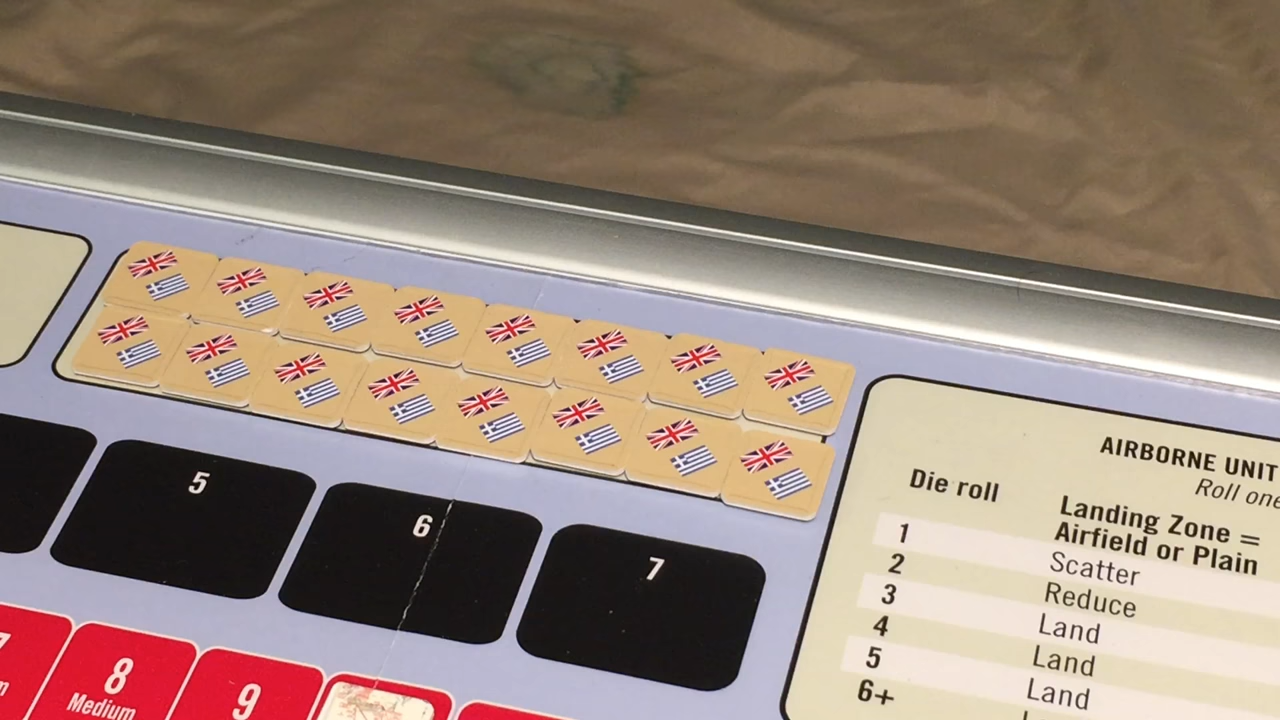 5
6
7
7
8
Medium
9
AIRBORNE UNIT
Roll one
Die roll
Landing Zone =
Airfield or Plain
1
Scatter
2
Reduce
3
Land
4
Land
5
Land
6+